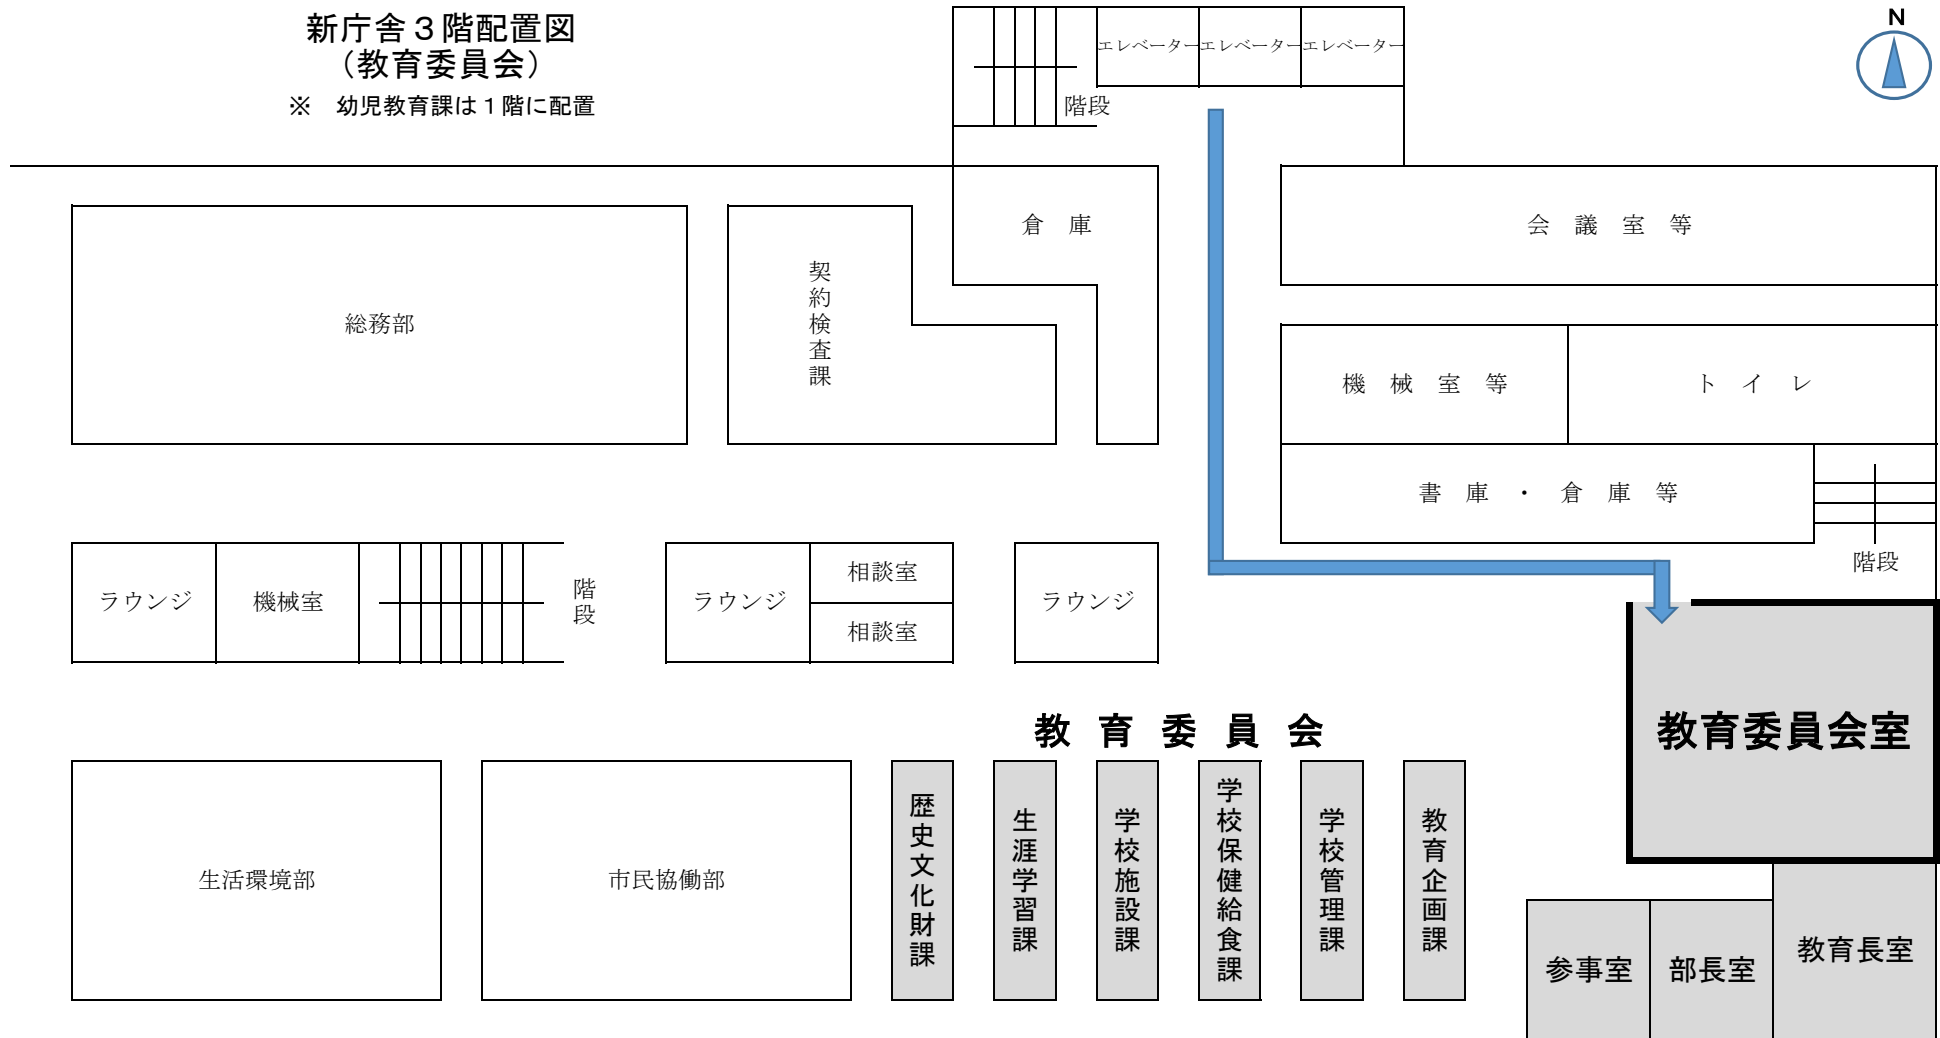 新庁舎３階配置図
（教育委員会）
※　幼児教育課は１階に配置
N
エレベーター
エレベーター
エレベーター
階段
倉　庫
会　議　室　等
契約検査課
総務部
機　械　室　等
ト　イ　レ
書　庫　・　倉　庫　等
階段
ラウンジ
機械室
階段
ラウンジ
相談室
相談室
ラウンジ
教　育　委　員　会
教育委員会室
生活環境部
市民協働部
歴史文化財課
生涯学習課
学校施設課
学校保健給食課
学校管理課
教育企画課
参事室
部長室
教育長室